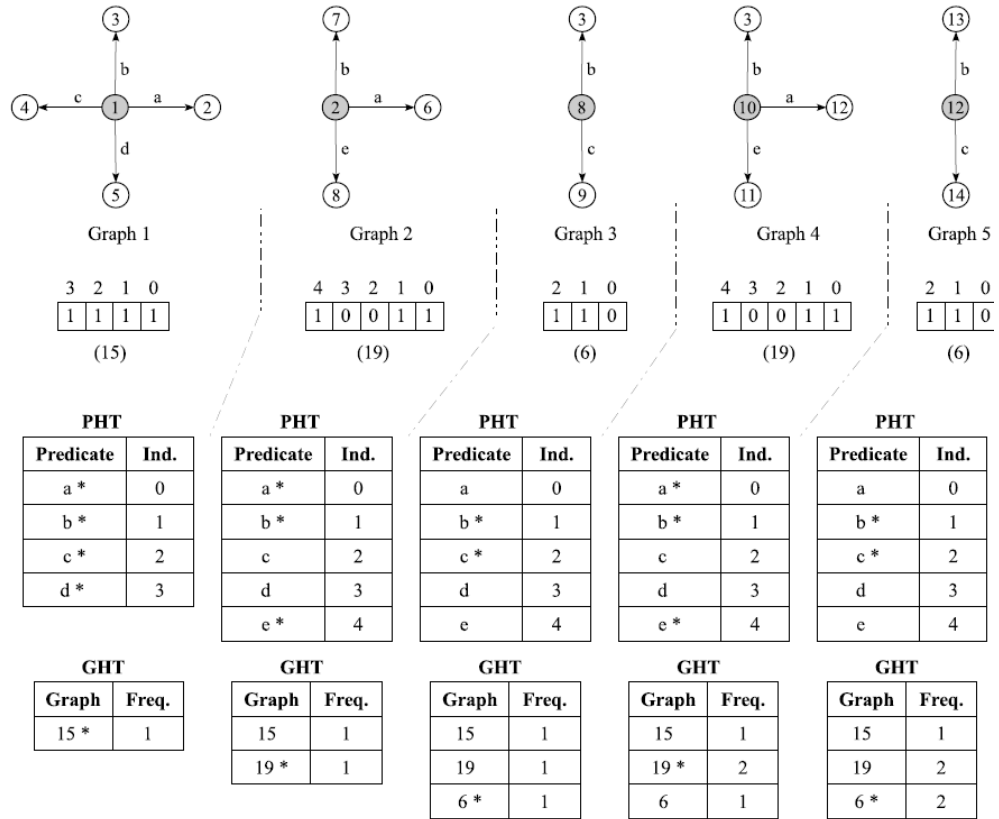 3 7 3 3 13
b b b b b
4 c 1 a 2 2 a 6 8 10 a 12 12
d e c e c
5 8 9 11 14
Graph 1 Graph 2 Graph 3 Graph 4 Graph 5
3 2 1 0 4 3 2 1 0 2 1 0 4 3 2 1 0 2 1 0
1 1 1 1 1 0 0 1 1 1 1 0 1 0 0 1 1 1 1 0
(15) (19) (6) (19) (6)
PHT PHT PHT PHT PHT
Predicate Ind. Predicate Ind. Predicate Ind. Predicate Ind. Predicate Ind.
a * 0 a * 0 a 0 a * 0 a 0
b * 1 b * 1 b * 1 b * 1 b * 1
c * 2 c 2 c * 2 c 2 c * 2
d * 3 d 3 d 3 d 3 d 3
e * 4 e 4 e * 4 e 4
GHT GHT GHT GHT GHT
Graph Freq. Graph Freq. Graph Freq. Graph Freq. Graph Freq.
15 * 1 15 1 15 1 15 1 15 1
19 * 1 19 1 19 * 2 19 2
6 * 1 6 1 6 * 2